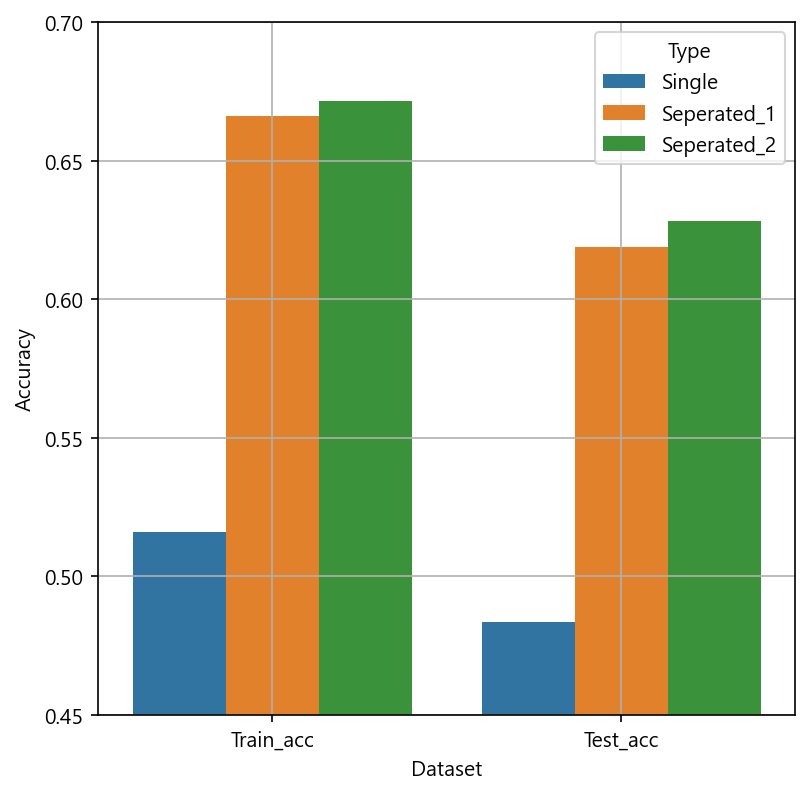 0.70
0.65
0.60
0.55
0.50
0.45
Accuracy
Type
Single
Seperated_1
Seperated_2
Train_acc
Test_acc
Dataset